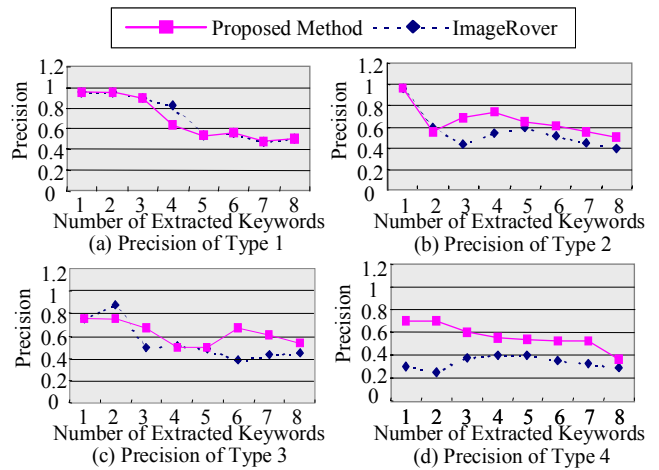 Proposed Method ImageRover
1.2
1
0.8
0.6
0.4
0.2
0
Precision
1 2 3 4 5 6 7 8
Number of Extracted Keywords
(a) Precision of Type 1
1.2
1
0.8
0.6
0.4
0.2
0
Precision
1 2 3 4 5 6 7 8
Number of Extracted Keywords
(b) Precision of Type 2
1.2
1
0.8
0.6
0.4
0.2
0
Precision
1 2 3 4 5 6 7 8
Number of Extracted Keywords
(c) Precision of Type 3
1.2
1
0.8
0.6
0.4
0.2
0
Precision
1 2 3 4 5 6 7 8
Number of Extracted Keywords
(d) Precision of Type 4